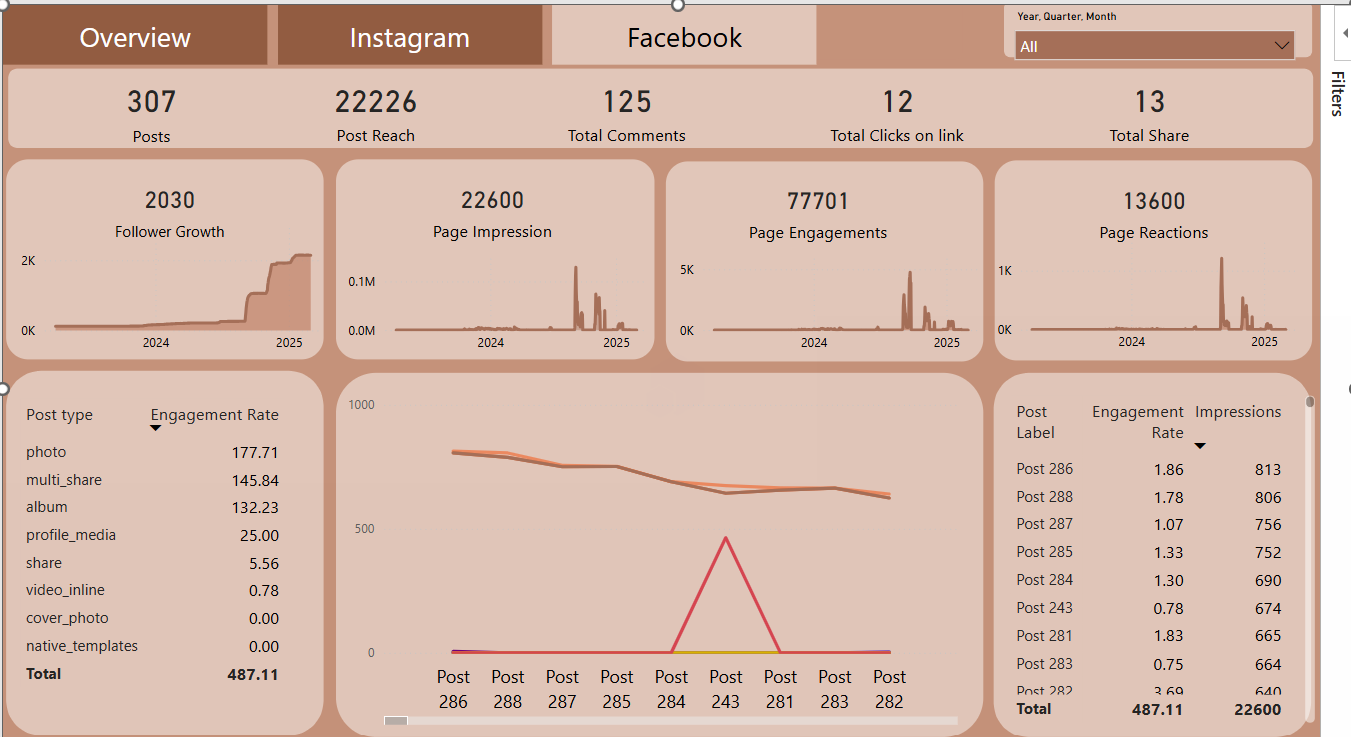 Overview
Instagram
Facebook
Year, Quarter, Month
All
Filters
307
Posts
22226
Post Reach
125
Total Comments
12
Total Clicks on link
13
Total Share
2030
Follower Growth
2K
0K
2024 2025
22600
Page Impression
0.1M
0.0M
2024 2025
77701
Page Engagements
5K
0K
2024 2025
13600
Page Reactions
1K
0K
2024 2025
Post type Engagement Rate
photo 177.71
multi_share 145.84
album 132.23
profile_media 25.00
share 5.56
video_inline 0.78
cover_photo 0.00
native_templates 0.00
Total 487.11
1000
500
0
Post 286
Post 288
Post 287
Post 285
Post 284
Post 243
Post 281
Post 283
Post 282
Post Label Engagement Rate Impressions
Post 286 1.86 813
Post 288 1.78 806
Post 287 1.07 756
Post 285 1.33 752
Post 284 1.30 690
Post 243 0.78 674
Post 281 1.83 665
Post 283 0.75 664
Post 282 3.69 640
Total 487.11 22600